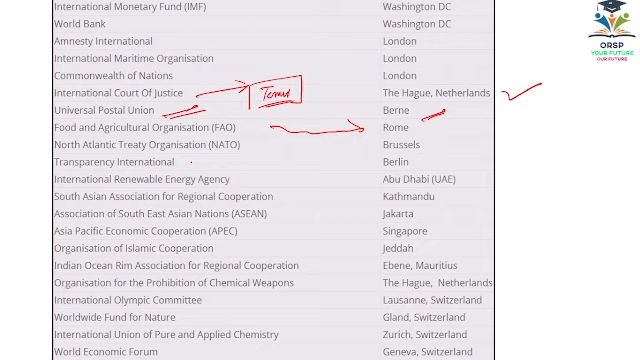 International Monetary Fund (IMF) Washington DC
World Bank Washington DC
Amnesty International London
International Maritime Organisation London
Commonwealth of Nations London
International Court Of Justice The Hague, Netherlands
Universal Postal Union Berne
Food and Agricultural Organisation (FAO) Rome
North Atlantic Treaty Organisation (NATO) Brussels
Transparency International Berlin
International Renewable Energy Agency Abu Dhabi (UAE)
South Asian Association for Regional Cooperation Kathmandu
Association of South East Asian Nations (ASEAN) Jakarta
Asia Pacific Economic Cooperation (APEC) Singapore
Organisation of Islamic Cooperation Jeddah
Indian Ocean Rim Association for Regional Cooperation Ebene, Mauritius
Organisation for the Prohibition of Chemical Weapons The Hague, Netherlands
International Olympic Committee Lausanne, Switzerland
Worldwide Fund for Nature Gland, Switzerland
International Union of Pure and Applied Chemistry Zurich, Switzerland
World Economic Forum Geneva, Switzerland
ORSP
YOUR FUTURE
OUR FUTURE